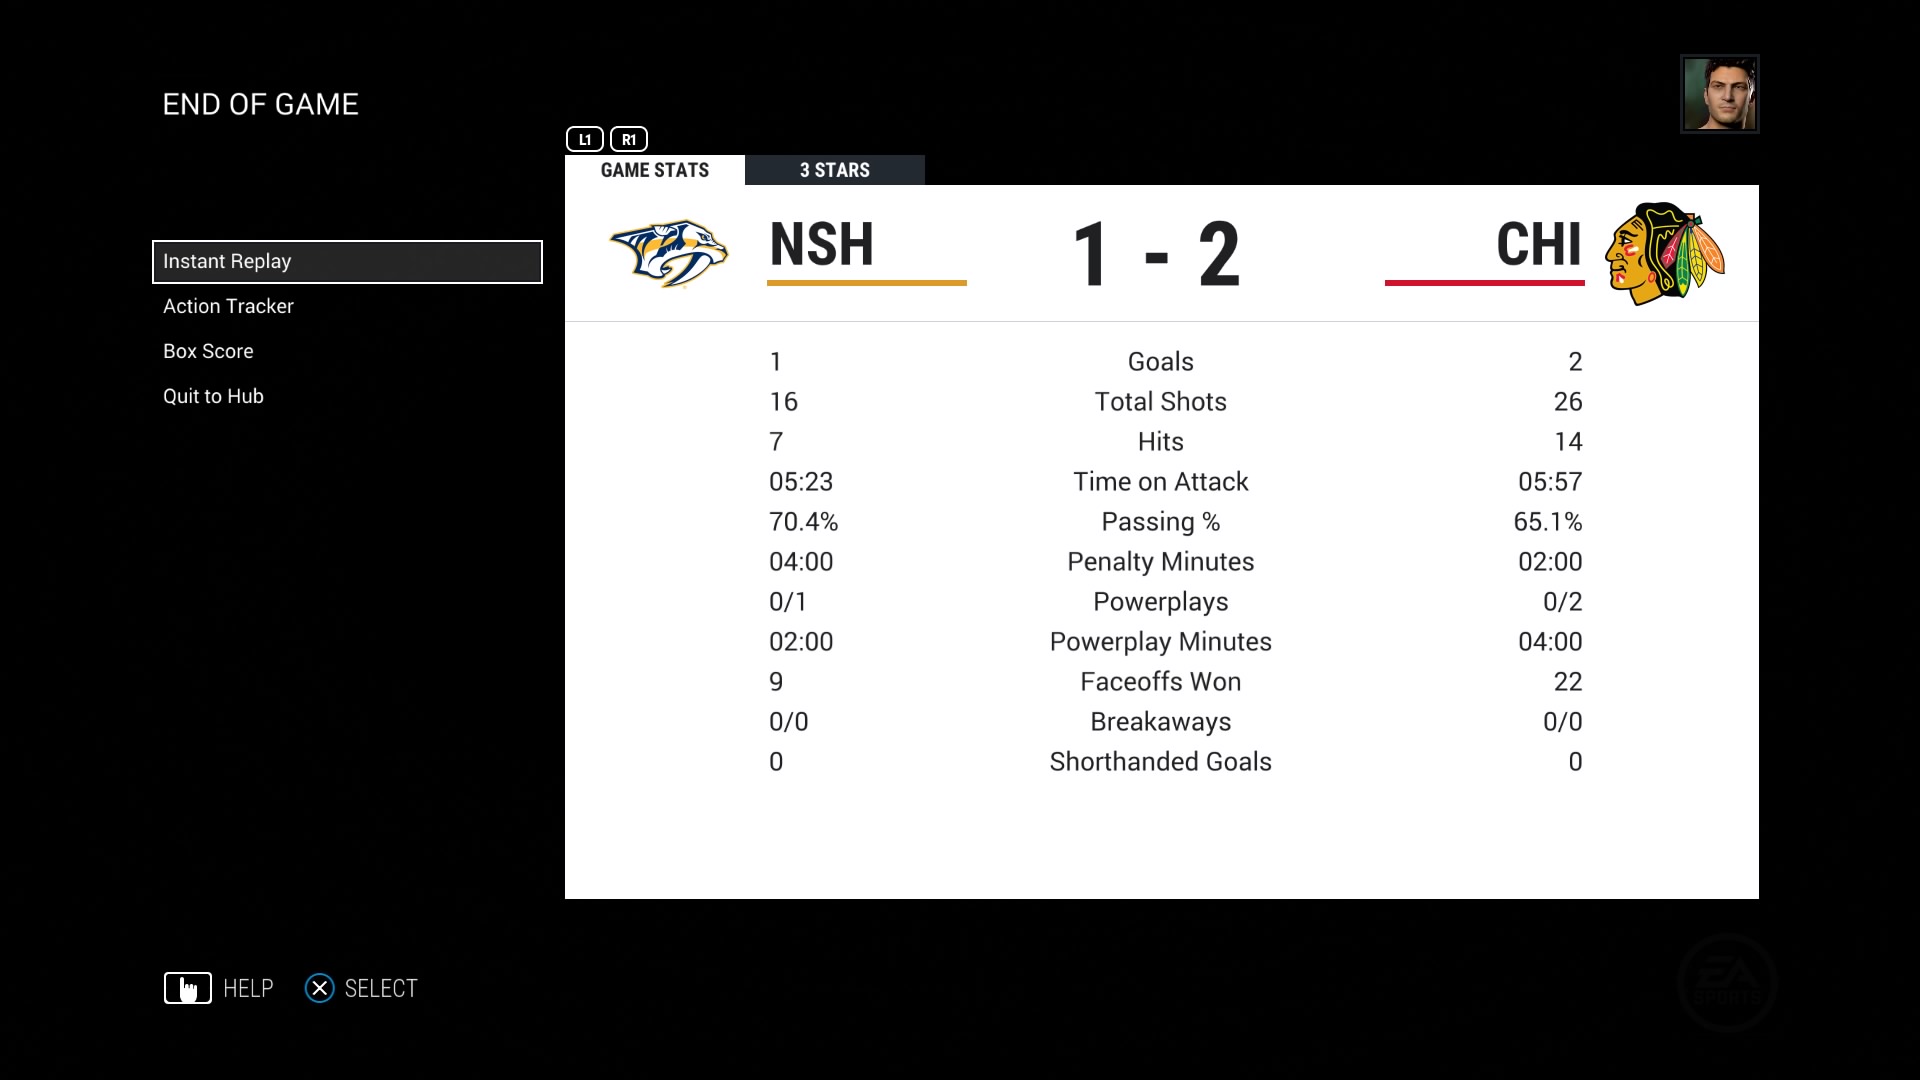 END OF GAME
L1 R1
GAME STATS 3 STARS
NSH 1 - 2 CHI
Instant Replay
Action Tracker
Box Score
Quit to Hub
1 Goals 2
16 Total Shots 26
7 Hits 14
05:23 Time on Attack 05:57
70.4% Passing % 65.1%
04:00 Penalty Minutes 02:00
0/1 Powerplays 0/2
02:00 Powerplay Minutes 04:00
9 Faceoffs Won 22
0/0 Breakaways 0/0
0 Shorthanded Goals 0
HELP SELECT
EA
SPORTS